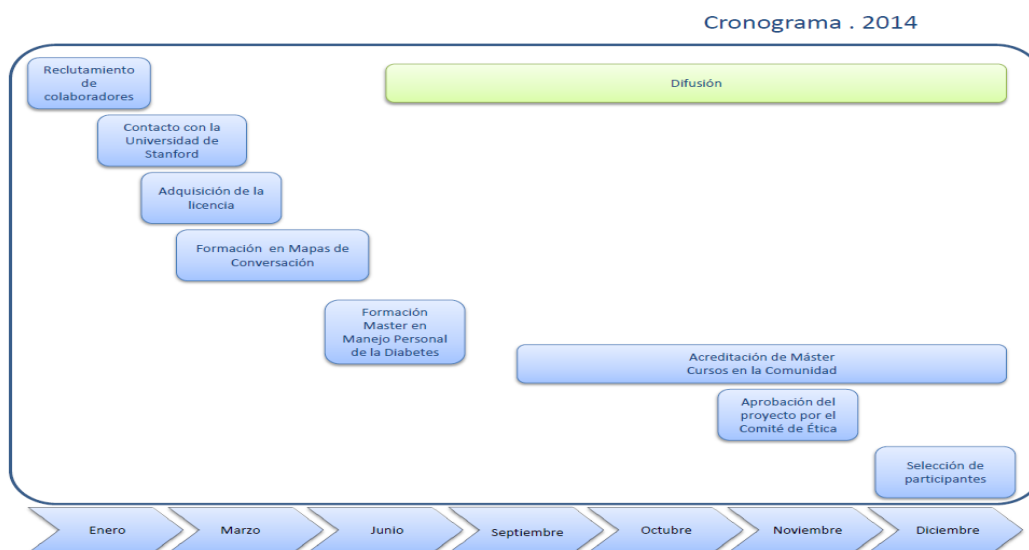 Cronograma . 2014
Reclutamiento
de
colaboradores
Difusión
Contacto con la
Universidad de
Stanford
Adquisición de la
licencia
Formación en Mapas de
Conversación
Formación
Master en
Manejo Personal
de la Diabetes
Acreditación de Máster
Cursos en la Comunidad
Aprobación del
proyecto por el
Comité de Ética
Selección de
participantes
Enero
Marzo
Junio
Septiembre
Octubre
Noviembre
Diciembre